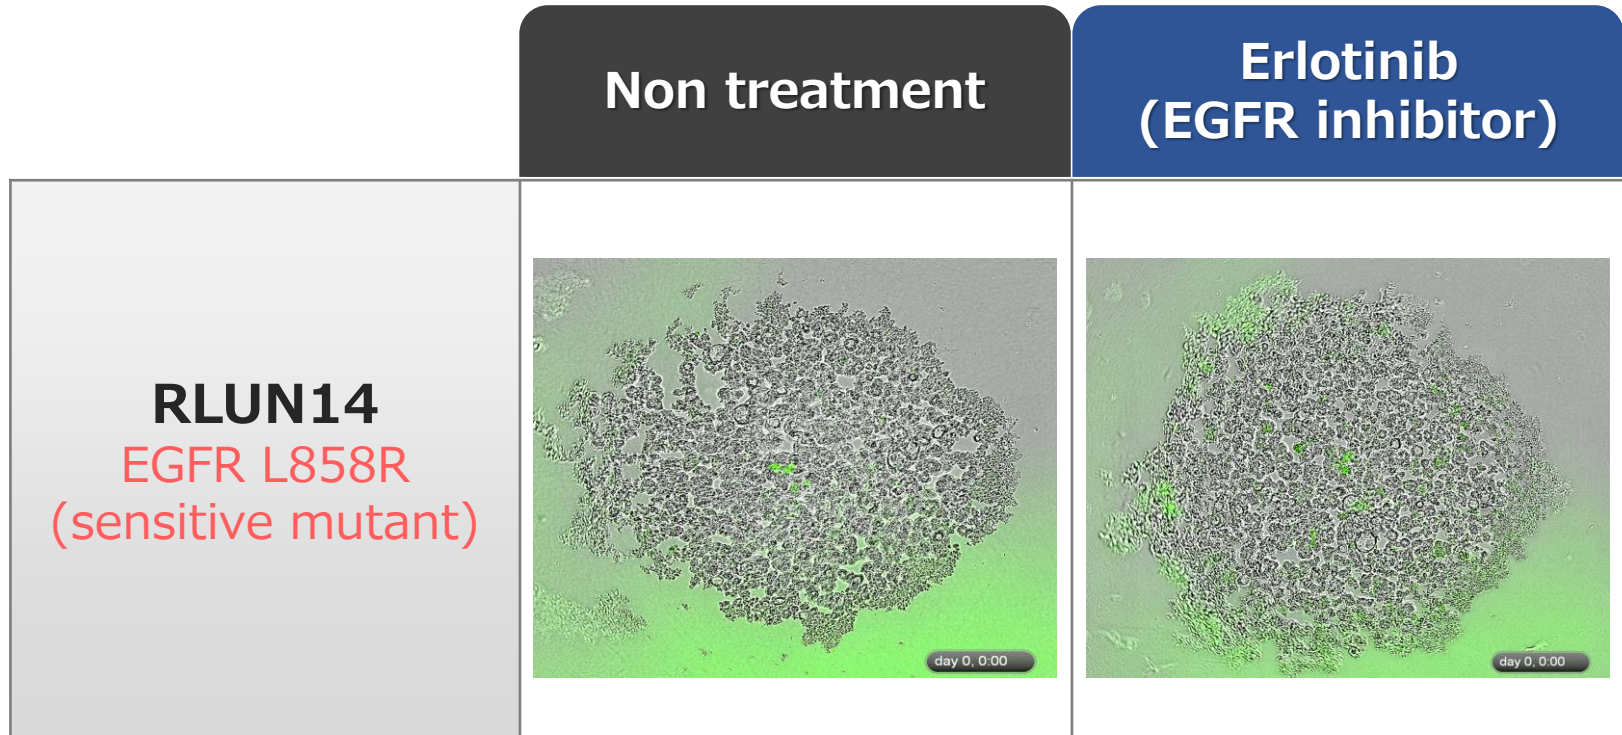 Non treatment
Erlotinib
(EGFR inhibitor)
RLUN14
EGFR L858R
(sensitive mutant)
day 0, 0:00
day 0, 0:00